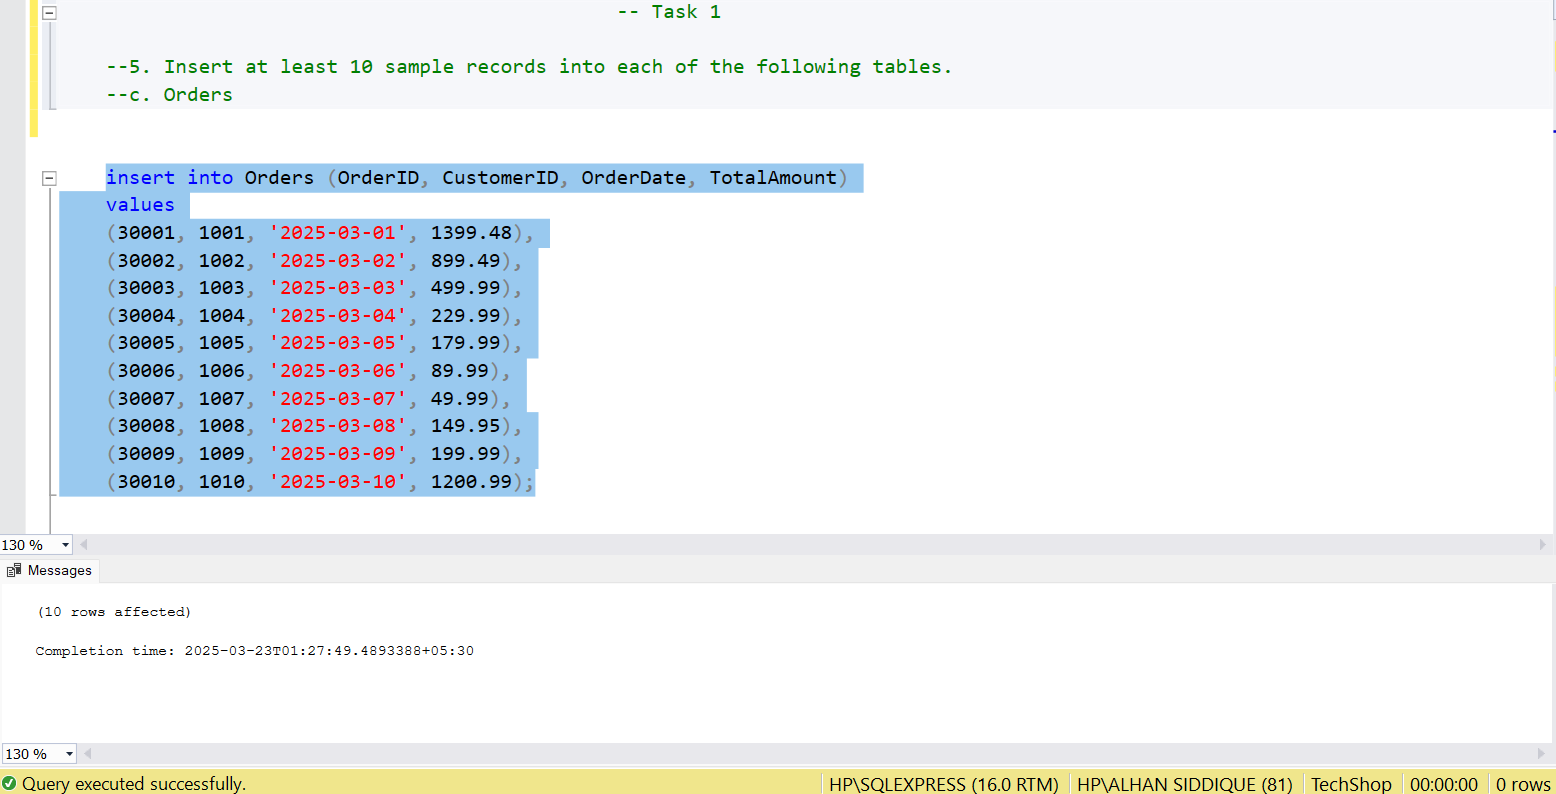 -- Task 1
--5. Insert at least 10 sample records into each of the following tables.
--c. Orders
insert into Orders (OrderID, CustomerID, OrderDate, TotalAmount)
values
(30001, 1001, '2025-03-01', 1399.48),
(30002, 1002, '2025-03-02', 899.49),
(30003, 1003, '2025-03-03', 499.99),
(30004, 1004, '2025-03-04', 229.99),
(30005, 1005, '2025-03-05', 179.99),
(30006, 1006, '2025-03-06', 89.99),
(30007, 1007, '2025-03-07', 49.99),
(30008, 1008, '2025-03-08', 149.95),
(30009, 1009, '2025-03-09', 199.99),
(30010, 1010, '2025-03-10', 1200.99);
130 %
Messages
(10 rows affected)
Completion time: 2025-03-23T01:27:49.4893388+05:30
130 %
Query executed successfully. HP\SQLEXPRESS (16.0 RTM) HP\ALHAN SIDDIQUE (81) TechShop 00:00:00 0 rows